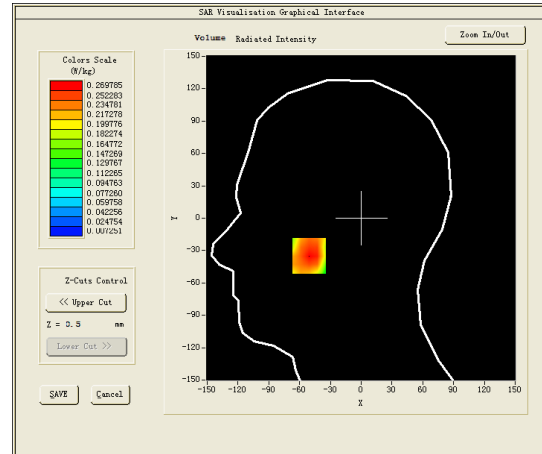 SAR Visualisation Graphical Interface
Volume Radiated Intensity
Zoom In/Out
Colors Scale
(W/kg)
0.269785
0.252283
0.234781
0.217278
0.199776
0.182274
0.164772
0.147269
0.129767
0.112265
0.094763
0.077260
0.059758
0.042256
0.024754
0.007251
Z-Cuts Control
<< Upper Cut
Z = 0.5 mm
Lower Cut >>
SAVE Cancel
150
120
90
60
30
0
-30
-60
-90
-120
-150
Y
-150 -120 -90 -60 -30 0 30 60 90 120 150
X